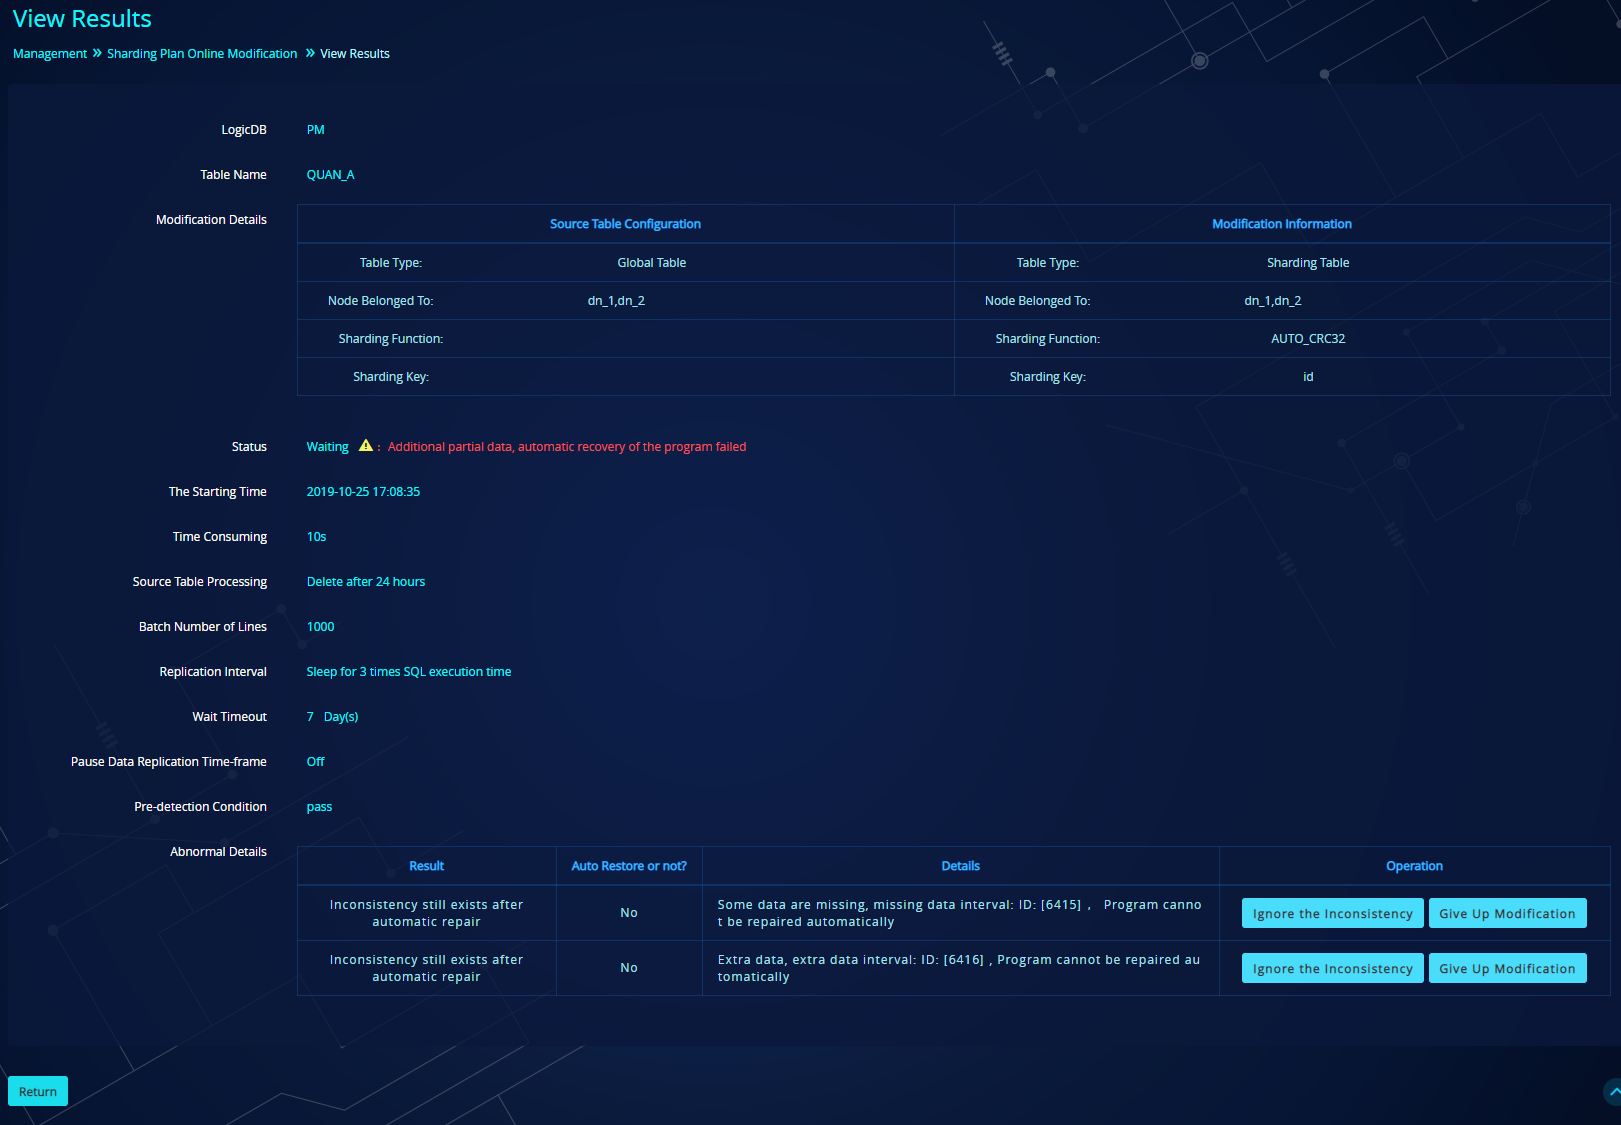 View Results
Management » Sharding Plan Online Modification » View Results
LogicDB PM
Table Name QUAN_A
Modification Details
Source Table Configuration Modification Information
Table Type: Global Table Table Type: Sharding Table
Node Belonged To: dn_1,dn_2 Node Belonged To: dn_1,dn_2
Sharding Function: Sharding Function: AUTO_CRC32
Sharding Key: Sharding Key: id
Status Waiting : Additional partial data, automatic recovery of the program failed
The Starting Time 2019-10-25 17:08:35
Time Consuming 10s
Source Table Processing Delete after 24 hours
Batch Number of Lines 1000
Replication Interval Sleep for 3 times SQL execution time
Wait Timeout 7 Day(s)
Pause Data Replication Time-frame Off
Pre-detection Condition pass
Abnormal Details
Result Auto Restore or not? Details Operation
Inconsistency still exists after
automatic repair
No
Some data are missing, missing data interval: ID: [6415] , Program canno
t be repaired automatically
Ignore the Inconsistency Give Up Modification
Inconsistency still exists after
automatic repair
No
Extra data, extra data interval: ID: [6416] , Program cannot be repaired au
tomatically
Ignore the Inconsistency Give Up Modification
Return